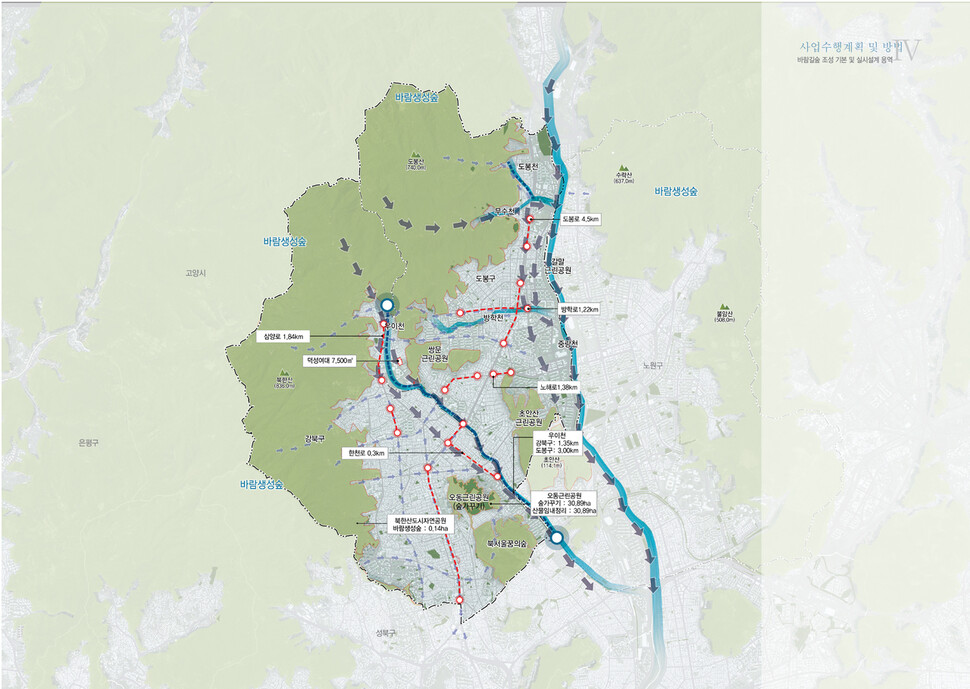 사업수행계획 및 방법
IV
바람길숲 조성 기본 및 실시설계 용역
바람생성숲
도봉산
740.0m
도봉천
수락산
(637.0m)
바람생성숲
무수천
도봉로 4.5km
바람생성숲
고양시
갈말
근린공원
도봉구
방학로1.22km
불암산
(508.0m)
방학천
우이천
삼양로 1.84km
중랑천
쌍문
근린공원
덕성여대 7,500㎡
노원구
북한산
(836.0m)
노해로1.38km
초안산
근린공원
은평구
강북구
우이천
강북구: 1.35km
도봉구: 3.00km
한천로 0.3km
초안산
(114.1m)
바람생성숲
오동근린공원
(숲가꾸기)
오동근린공원
숲가꾸기 : 30.89ha
산물임내정리 : 30.89ha
북한산도시자연공원
바람생성숲 : 0.14ha
북서울꿈의숲
성북구